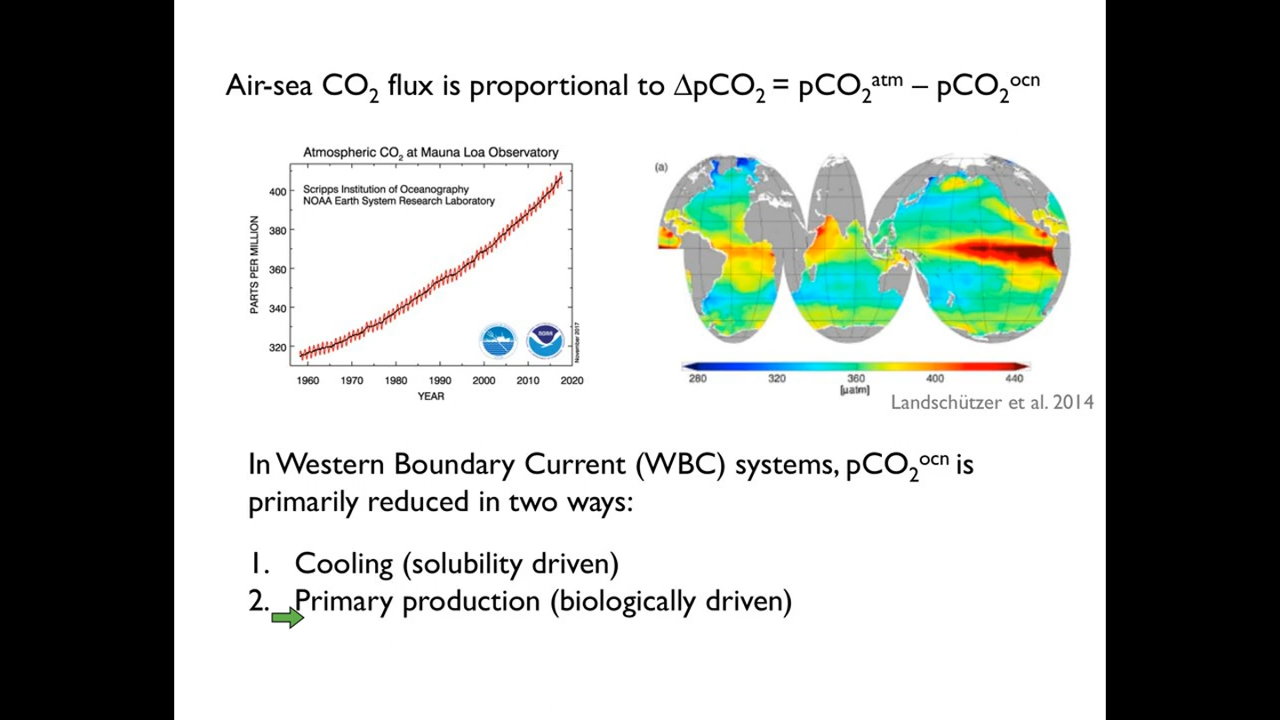 Air-sea CO₂ flux is proportional to ∆pCO₂ = pCO₂ᵃᵗᵐ – pCO₂ᵒᶜⁿ
Atmospheric CO₂ at Mauna Loa Observatory
Scripps Institution of Oceanography
NOAA Earth System Research Laboratory
PARTS PER MILLION
400
380
360
340
320
1960 1970 1980 1990 2000 2010 2020
YEAR
November 2017
NOAA
(a)
280 320 360 400 440
[µatm]
Landschützer et al. 2014
In Western Boundary Current (WBC) systems, pCO₂ᵒᶜⁿ is
primarily reduced in two ways:
1. Cooling (solubility driven)
2. Primary production (biologically driven)